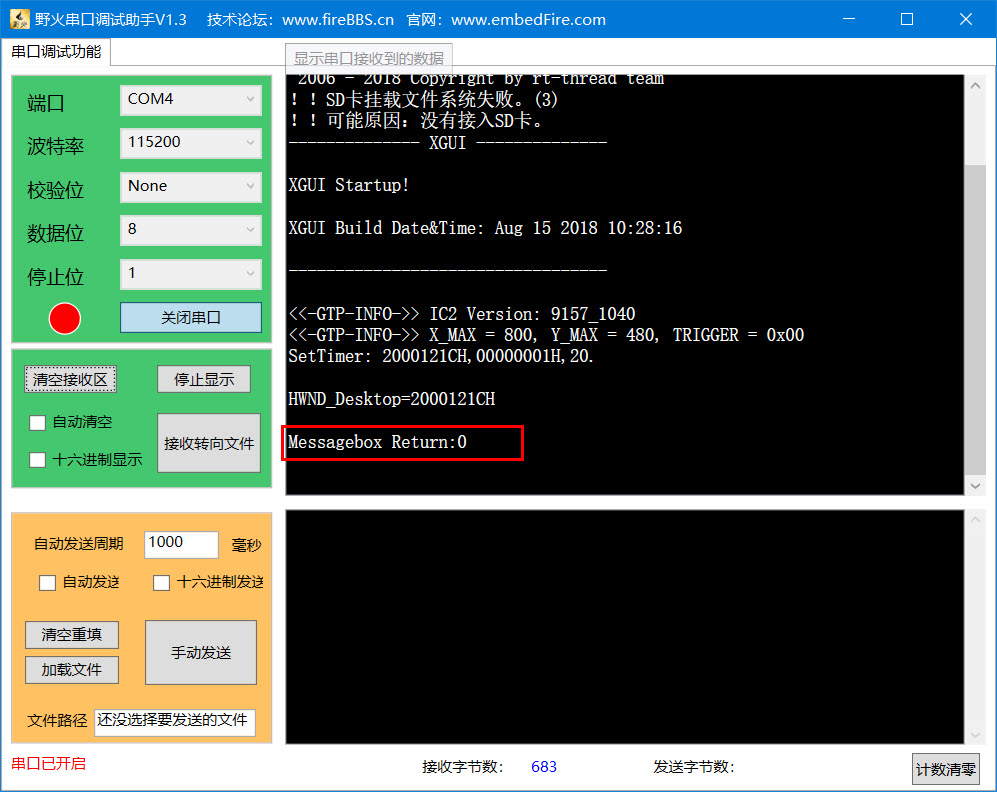 野火串口调试助手V1.3 技术论坛：www.fireBBS.cn 官网：www.embedFire.com
串口调试功能
显示串口接收到的数据
端口 COM4
波特率 115200
校验位 None
数据位 8
停止位 1
关闭串口
清空接收区 停止显示
自动清空
十六进制显示
接收转向文件
2006 - 2018 Copyright by rt-thread team
！！SD卡挂载文件系统失败。(3)
！！可能原因：没有接入SD卡。
-------------- XGUI --------------
XGUI Startup!
XGUI Build Date&Time: Aug 15 2018 10:28:16
----------------------------------
<<-GTP-INFO->> IC2 Version: 9157_1040
<<-GTP-INFO->> X_MAX = 800, Y_MAX = 480, TRIGGER = 0x00
SetTimer: 2000121CH,00000001H,20.
HWND_Desktop=2000121CH
Messagebox Return:0
自动发送周期 1000 毫秒
自动发送 十六进制发送
清空重填
加载文件
手动发送
文件路径 还没选择要发送的文件
串口已开启 接收字节数： 683 发送字节数： 计数清零